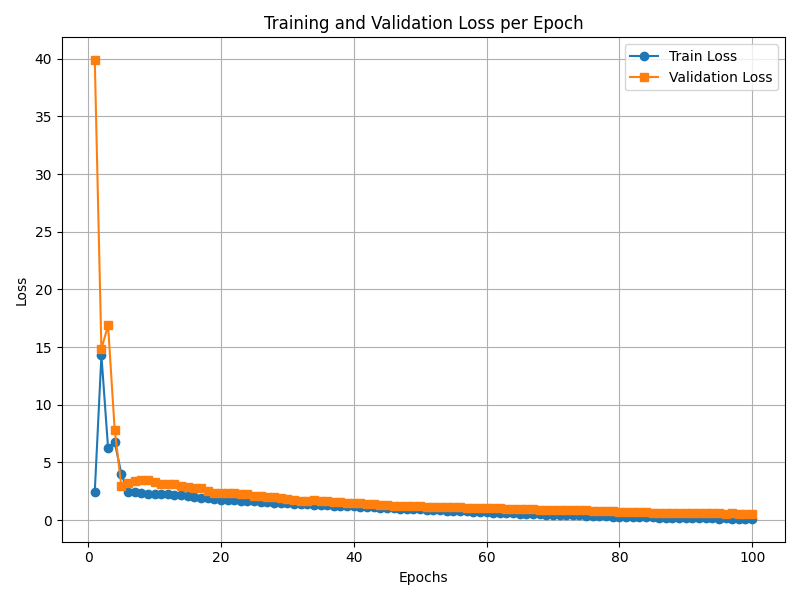 Training and Validation Loss per Epoch
Train Loss
Validation Loss
40
35
30
25
20
15
10
5
0
Loss
0 20 40 60 80 100
Epochs